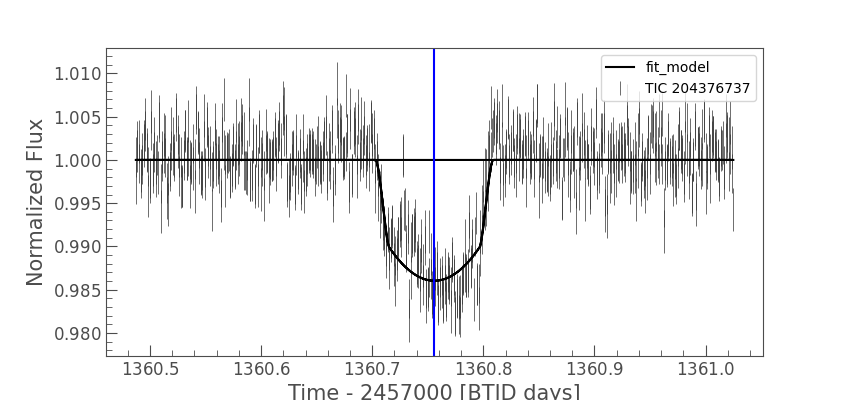 fit_model
TIC 204376737
1.010
1.005
1.000
0.995
0.990
0.985
0.980
Normalized Flux
1360.5 1360.6 1360.7 1360.8 1360.9 1361.0
Time - 2457000 [BTJD days]